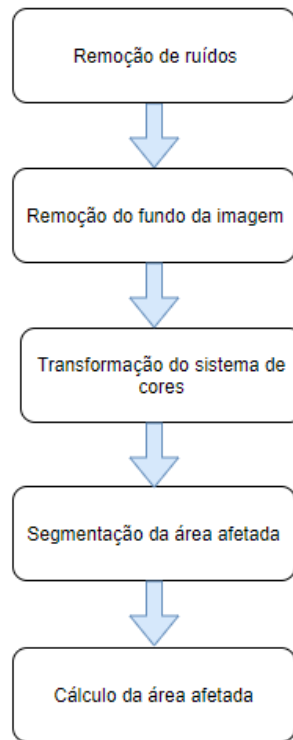 Remoção de ruídos
Remoção do fundo da imagem
Transformação do sistema de
cores
Segmentação da área afetada
Cálculo da área afetada